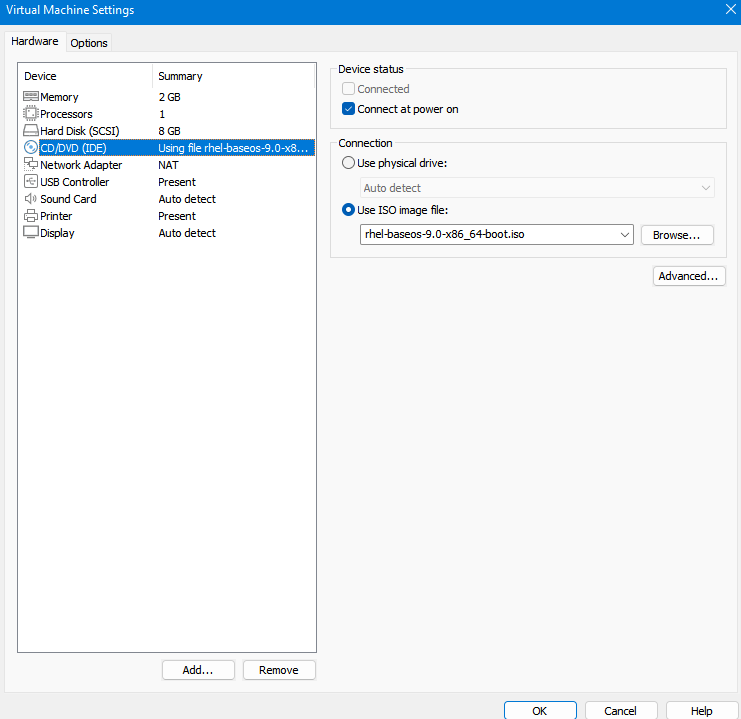 Virtual Machine Settings
Hardware Options
Device Summary
Memory 2 GB
Processors 1
Hard Disk (SCSI) 8 GB
CD/DVD (IDE) Using file rhel-baseos-9.0-x8...
Network Adapter NAT
USB Controller Present
Sound Card Auto detect
Printer Present
Display Auto detect
Add... Remove
Device status
Connected
Connect at power on
Connection
Use physical drive:
Auto detect
Use ISO image file:
rhel-baseos-9.0-x86_64-boot.iso Browse...
Advanced...
OK Cancel Help